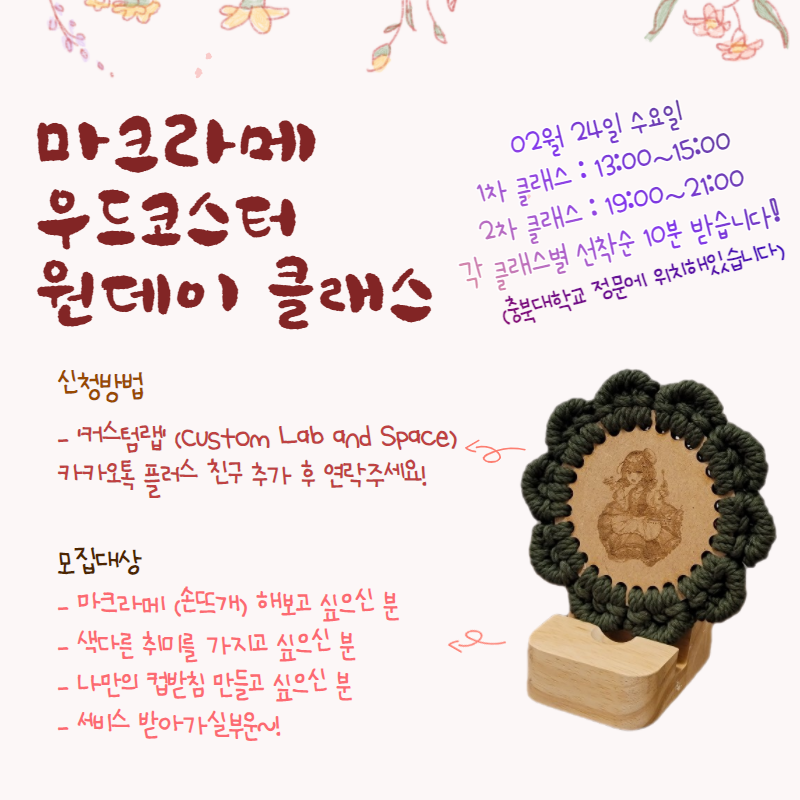 마크라메
우드코스터
원데이 클래스
02월 24일 수요일
1차 클래스 : 13:00~15:00
2차 클래스 : 19:00~21:00
각 클래스별 선착순 10분 받습니다!
(충북대학교 정문에 위치해있습니다)
신청방법
- '커스텀랩' (Custom Lab and Space)
카카오톡 플러스 친구 추가 후 연락주세요!
모집대상
- 마크라메 (손뜨개) 해보고 싶으신 분
- 색다른 취미를 가지고 싶으신 분
- 나만의 컵받침 만들고 싶으신 분
- 서비스 받아가실부운~!